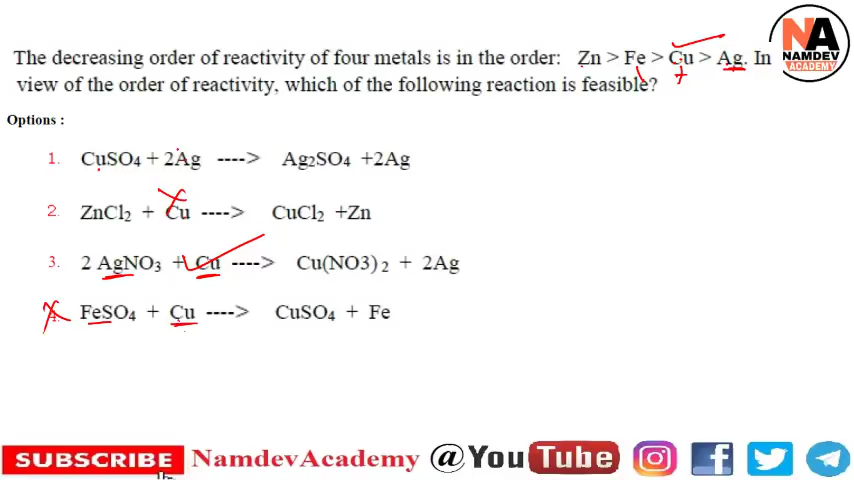 NA
NAMDEV
ACADEMY
The decreasing order of reactivity of four metals is in the order: Zn > Fe > Cu > Ag. In
view of the order of reactivity, which of the following reaction is feasible?
Options :
1. CuSO4 + 2Ag ----> Ag2SO4 +2Ag
2. ZnCl2 + Cu ----> CuCl2 +Zn
3. 2 AgNO3 + Cu ----> Cu(NO3)2 + 2Ag
4. FeSO4 + Cu ----> CuSO4 + Fe
SUBSCRIBE NamdevAcademy @YouTube